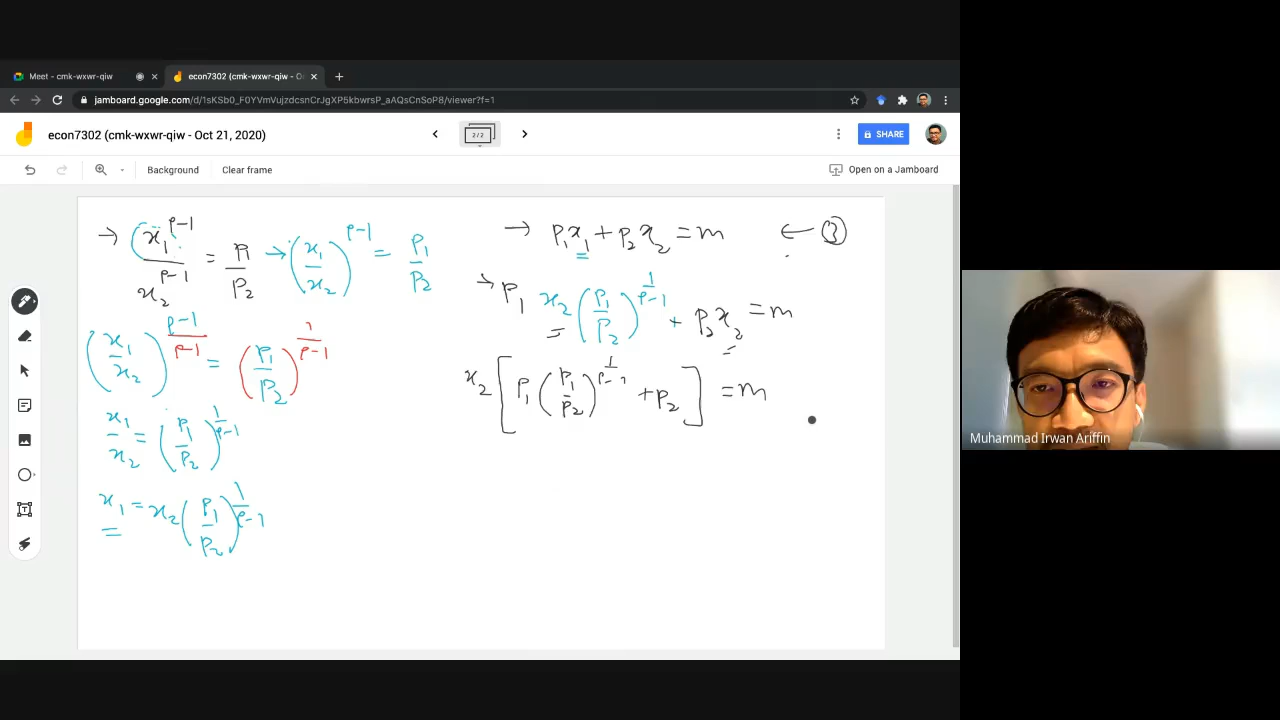 Meet - cmk-wxwr-qiw
econ7302 (cmk-wxwr-qiw - Oc
jamboard.google.com/d/1sKSb0_F0YVmVujzdcsnCrJgXP5kbwrsP_aAQsCnSoP8/viewer?f=1
econ7302 (cmk-wxwr-qiw - Oct 21, 2020)
2/2
SHARE
Background
Clear frame
Open on a Jamboard
→ x₁^(ρ-1) / x₂^(ρ-1) = p₁/p₂ → (x₁/x₂)^(ρ-1) = p₁/p₂
(x₁/x₂)^((ρ-1)/(ρ-1)) = (p₁/p₂)^(1/(ρ-1))
x₁/x₂ = (p₁/p₂)^(1/(ρ-1))
x₁ = x₂ (p₁/p₂)^(1/(ρ-1))
→ p₁x₁ + p₂x₂ = m ← ③
→ p₁ x₂ (p₁/p₂)^(1/(ρ-1)) + p₂x₂ = m
x₂ [p₁ (p₁/p₂)^(1/(ρ-1)) + p₂] = m
Muhammad Irwan Ariffin